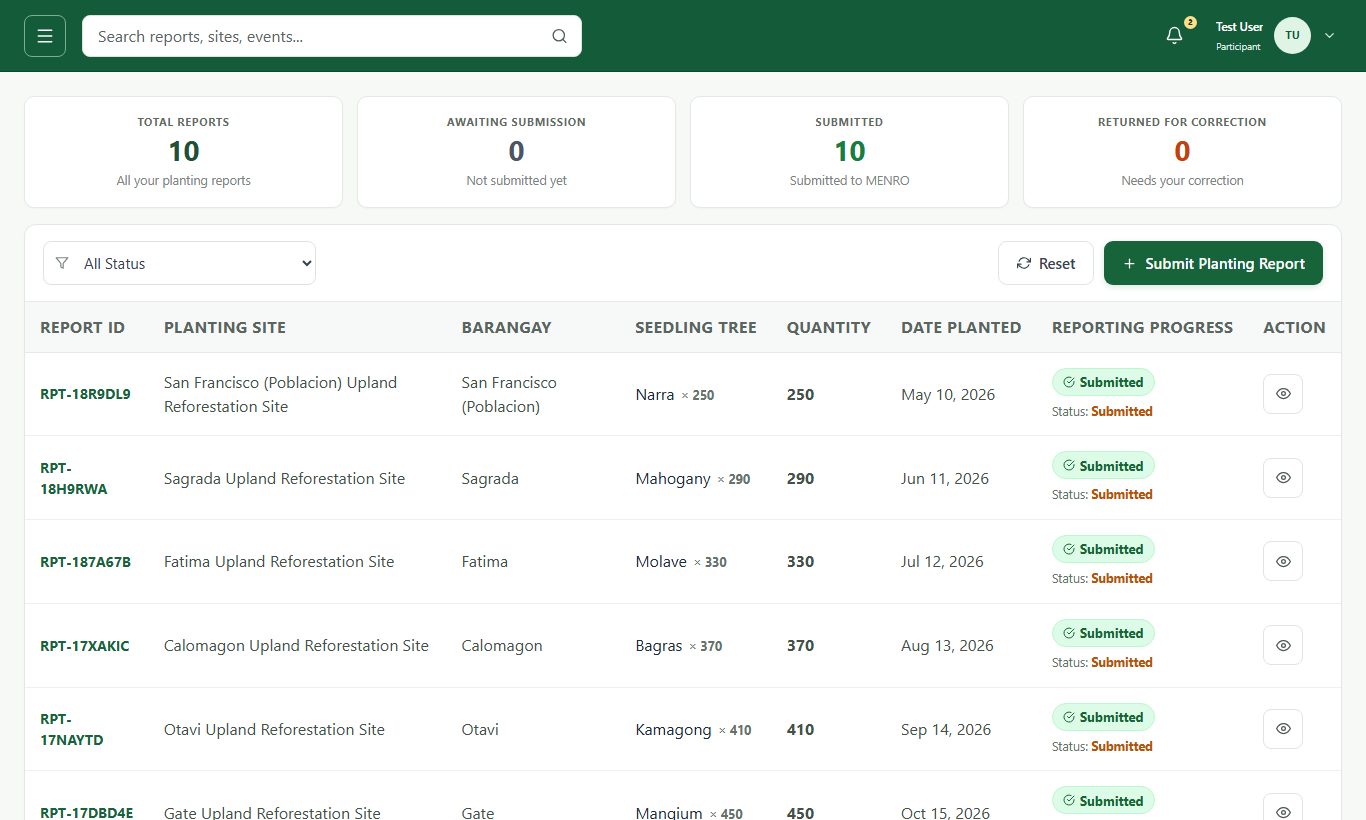 Search reports, sites, events...
2
Test User
Participant
TU
TOTAL REPORTS
10
All your planting reports
AWAITING SUBMISSION
0
Not submitted yet
SUBMITTED
10
Submitted to MENRO
RETURNED FOR CORRECTION
0
Needs your correction
All Status
Reset
+ Submit Planting Report
REPORT ID PLANTING SITE BARANGAY SEEDLING TREE QUANTITY DATE PLANTED REPORTING PROGRESS ACTION
RPT-18R9DL9
San Francisco (Poblacion) Upland
Reforestation Site
San Francisco
(Poblacion)
Narra × 250
250
May 10, 2026
Submitted
Status: Submitted
RPT-
18H9RWA
Sagrada Upland Reforestation Site
Sagrada
Mahogany × 290
290
Jun 11, 2026
Submitted
Status: Submitted
RPT-187A67B
Fatima Upland Reforestation Site
Fatima
Molave × 330
330
Jul 12, 2026
Submitted
Status: Submitted
RPT-17XAKIC
Calomagon Upland Reforestation Site
Calomagon
Bagras × 370
370
Aug 13, 2026
Submitted
Status: Submitted
RPT-
17NAYTD
Otavi Upland Reforestation Site
Otavi
Kamagong × 410
410
Sep 14, 2026
Submitted
Status: Submitted
RPT-17DBD4E
Gate Upland Reforestation Site
Gate
Mangium × 450
450
Oct 15, 2026
Submitted